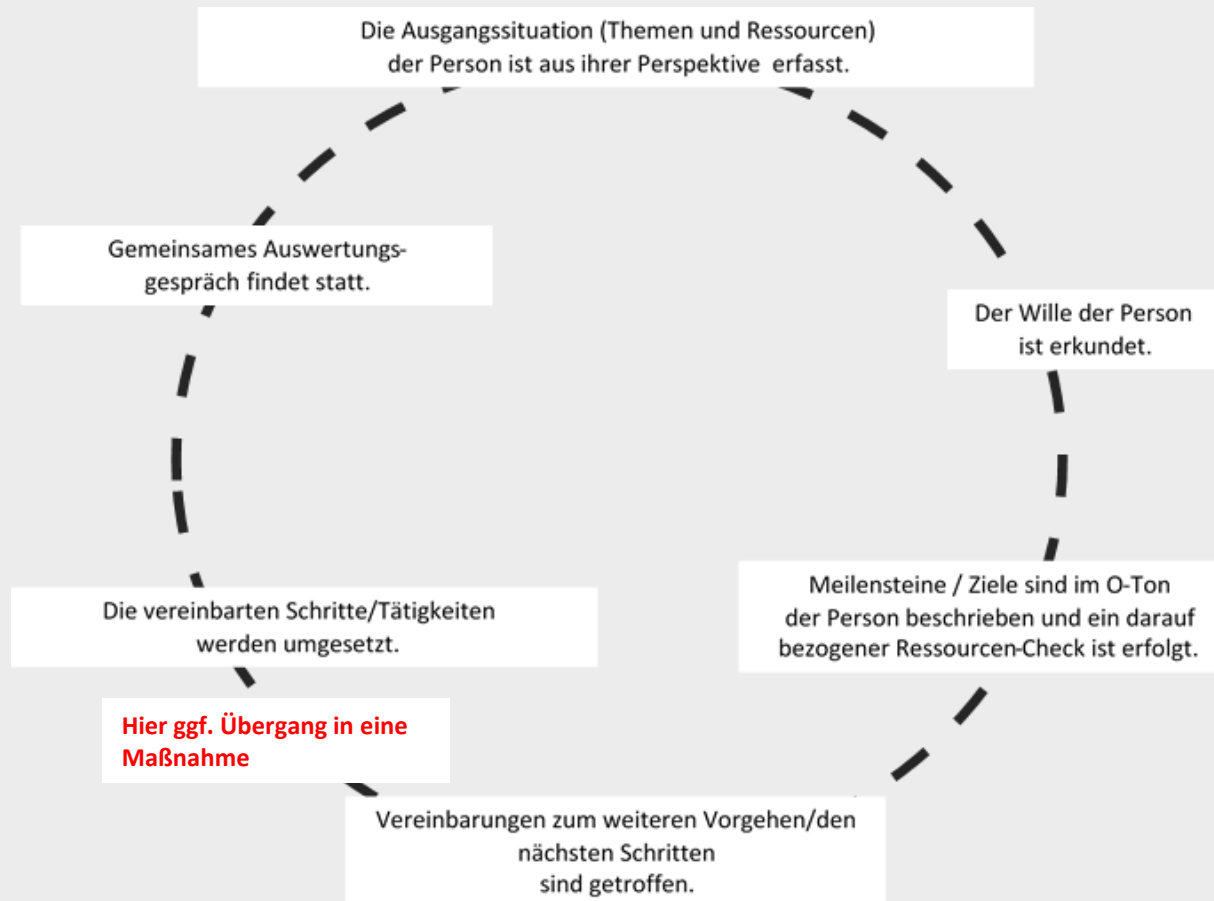 Die Ausgangssituation (Themen und Ressourcen)
der Person ist aus ihrer Perspektive erfasst.
Der Wille der Person
ist erkundet.
Meilensteine / Ziele sind im O-Ton
der Person beschrieben und ein darauf
bezogener Ressourcen-Check ist erfolgt.
Vereinbarungen zum weiteren Vorgehen/den
nächsten Schritten
sind getroffen.
Hier ggf. Übergang in eine
Maßnahme
Die vereinbarten Schritte/Tätigkeiten
werden umgesetzt.
Gemeinsames Auswertungs-
gespräch findet statt.